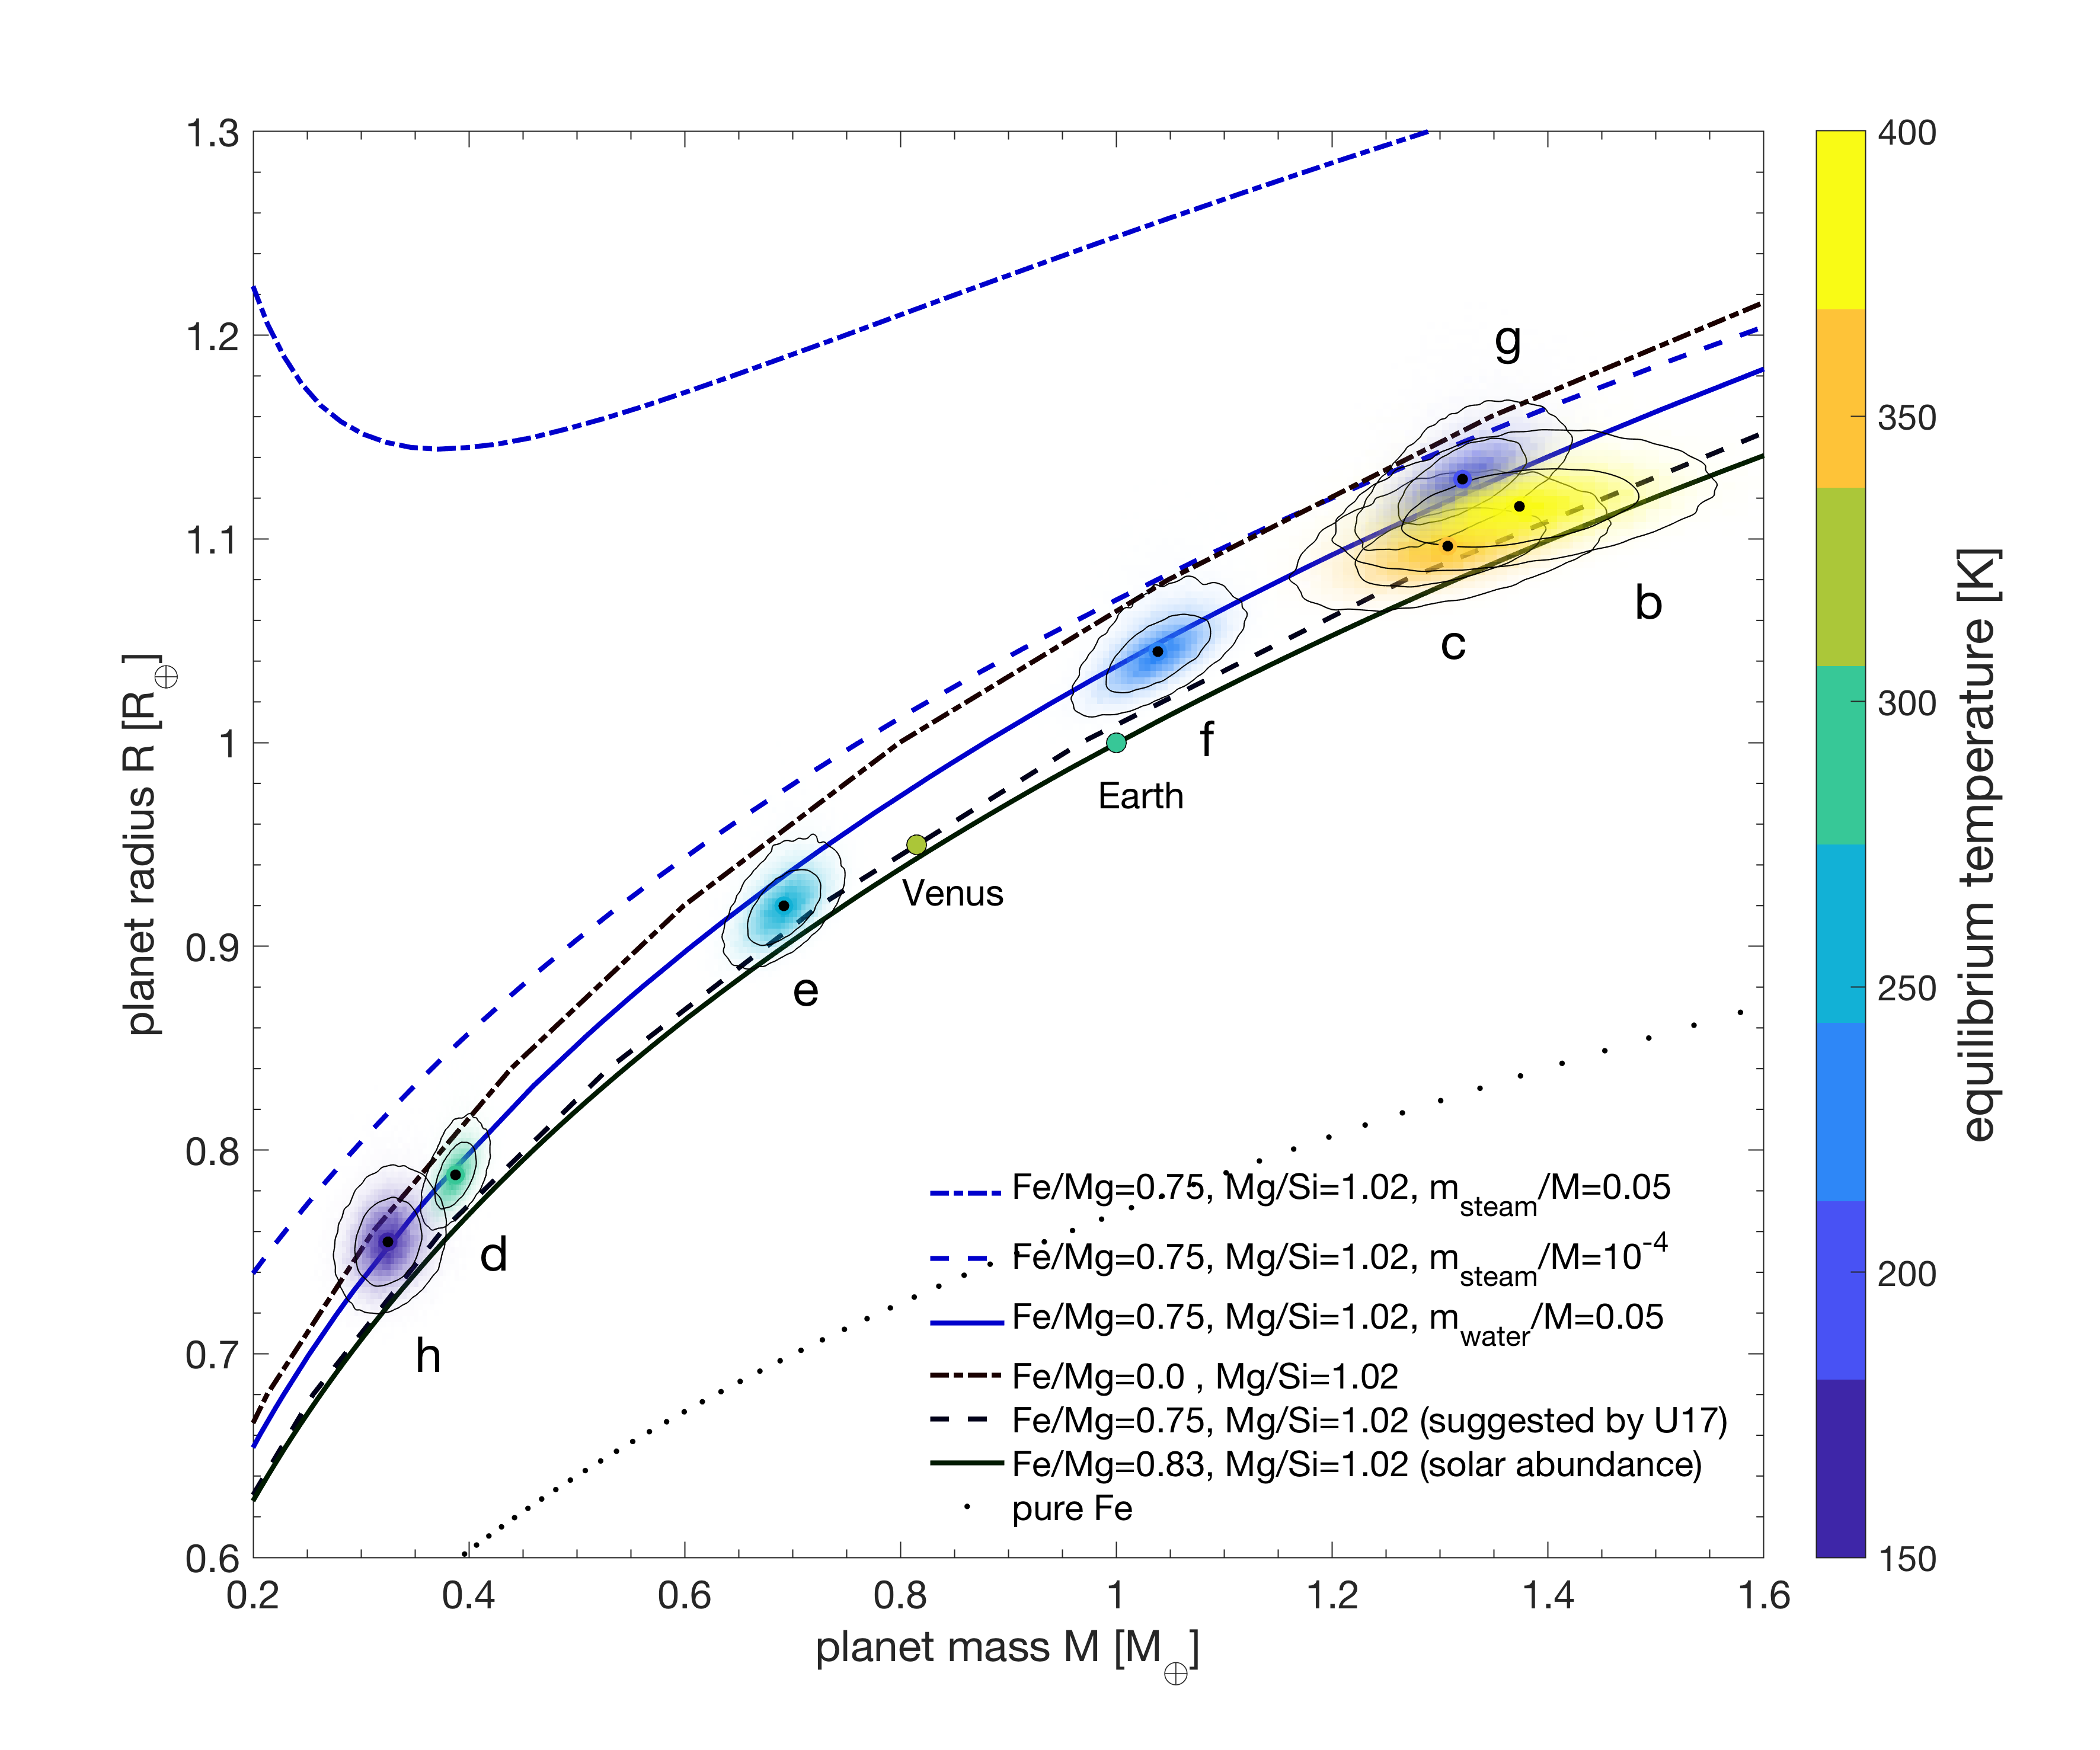 1.3
1.2
1.1
1
0.9
0.8
0.7
0.6
planet radius R [R⊕]
0.2
0.4
0.6
0.8
1
1.2
1.4
1.6
planet mass M [M⊕]
g
b
c
f
Earth
Venus
e
d
h
Fe/Mg=0.75, Mg/Si=1.02, m_steam/M=0.05
Fe/Mg=0.75, Mg/Si=1.02, m_steam/M=10^-4
Fe/Mg=0.75, Mg/Si=1.02, m_water/M=0.05
Fe/Mg=0.0 , Mg/Si=1.02
Fe/Mg=0.75, Mg/Si=1.02 (suggested by U17)
Fe/Mg=0.83, Mg/Si=1.02 (solar abundance)
pure Fe
400
350
300
250
200
150
equilibrium temperature [K]